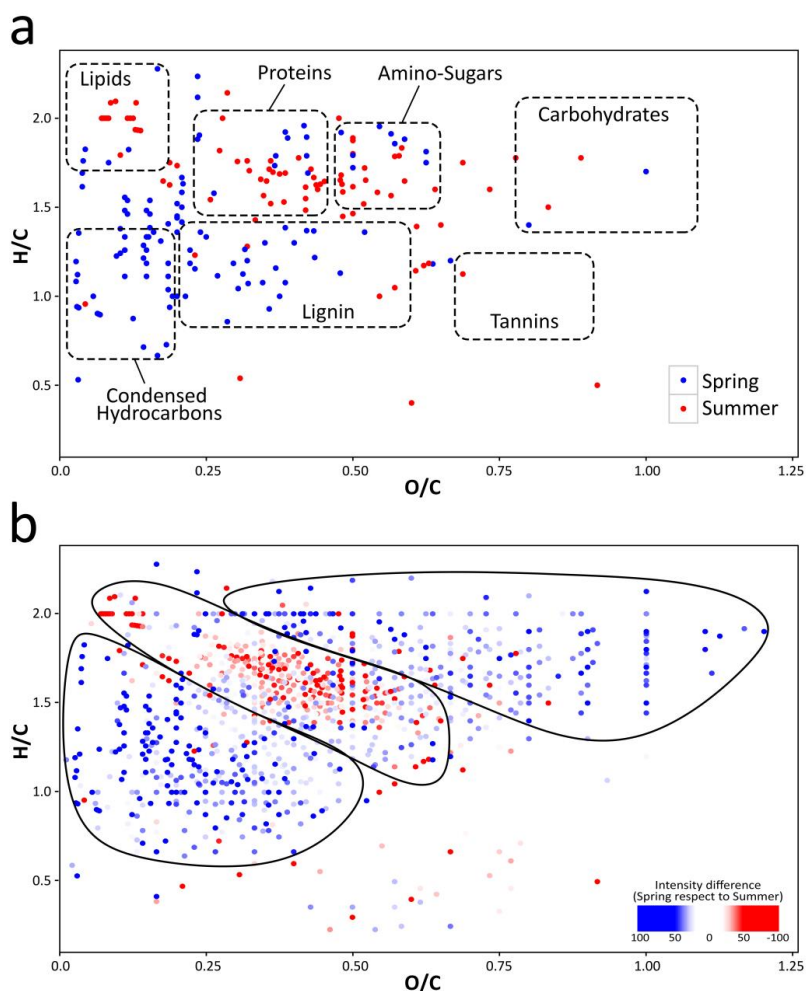 a
Lipids
Proteins
Amino-Sugars
Carbohydrates
Lignin
Tannins
Condensed
Hydrocarbons
Spring
Summer
H/C
2.0
1.5
1.0
0.5
0.0
0.25
0.50
0.75
1.00
1.25
O/C
b
H/C
2.0
1.5
1.0
0.5
Intensity difference
(Spring respect to Summer)
100
50
0
50
-100
0.0
0.25
0.50
0.75
1.00
1.25
O/C